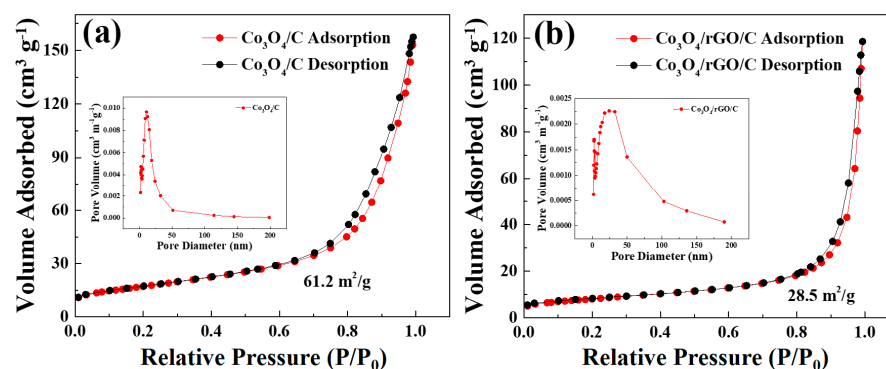 (a)
Co₃O₄/C Adsorption
Co₃O₄/C Desorption
Volume Adsorbed (cm³ g⁻¹)
160
120
90
60
30
0
0.0 0.2 0.4 0.6 0.8 1.0
Relative Pressure (P/P₀)
61.2 m²/g
Co₃O₄/C
Pore Volume (cm³ m·g⁻¹)
0.010
0.008
0.006
0.004
0.002
0.000
0 50 100 150 200
Pore Diameter (nm)
(b)
Co₃O₄/rGO/C Adsorption
Co₃O₄/rGO/C Desorption
Volume Adsorbed (cm³ g⁻¹)
120
100
80
60
40
20
0
0.0 0.2 0.4 0.6 0.8 1.0
Relative Pressure (P/P₀)
28.5 m²/g
Co₃O₄/rGO/C
Pore Volume (cm³ m·g⁻¹)
0.0025
0.0020
0.0015
0.0010
0.0005
0.0000
0 50 100 150 200
Pore Diameter (nm)